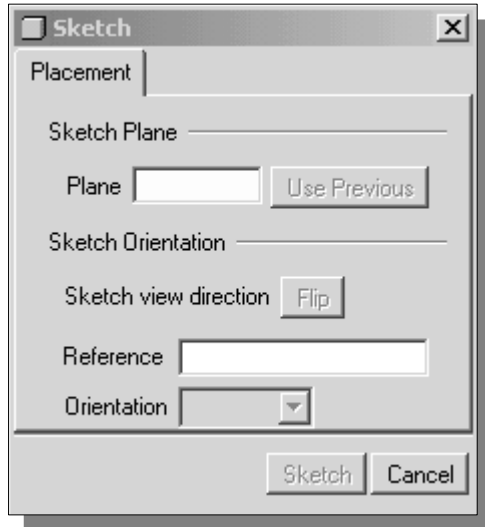 Sketch
Placement
Sketch Plane
Plane Use Previous
Sketch Orientation
Sketch view direction Flip
Reference
Orientation
Sketch Cancel